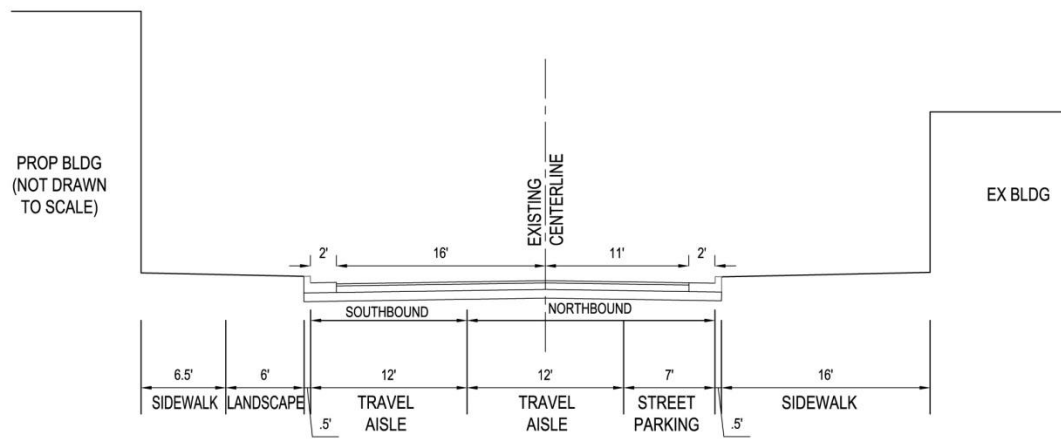 PROP BLDG
(NOT DRAWN
TO SCALE)
EXISTING
CENTERLINE
EX BLDG
2' 16' 11' 2'
SOUTHBOUND NORTHBOUND
6.5' 6' 12' 12' 7' 16'
SIDEWALK LANDSCAPE TRAVEL TRAVEL STREET SIDEWALK
AISLE AISLE PARKING
.5' .5'